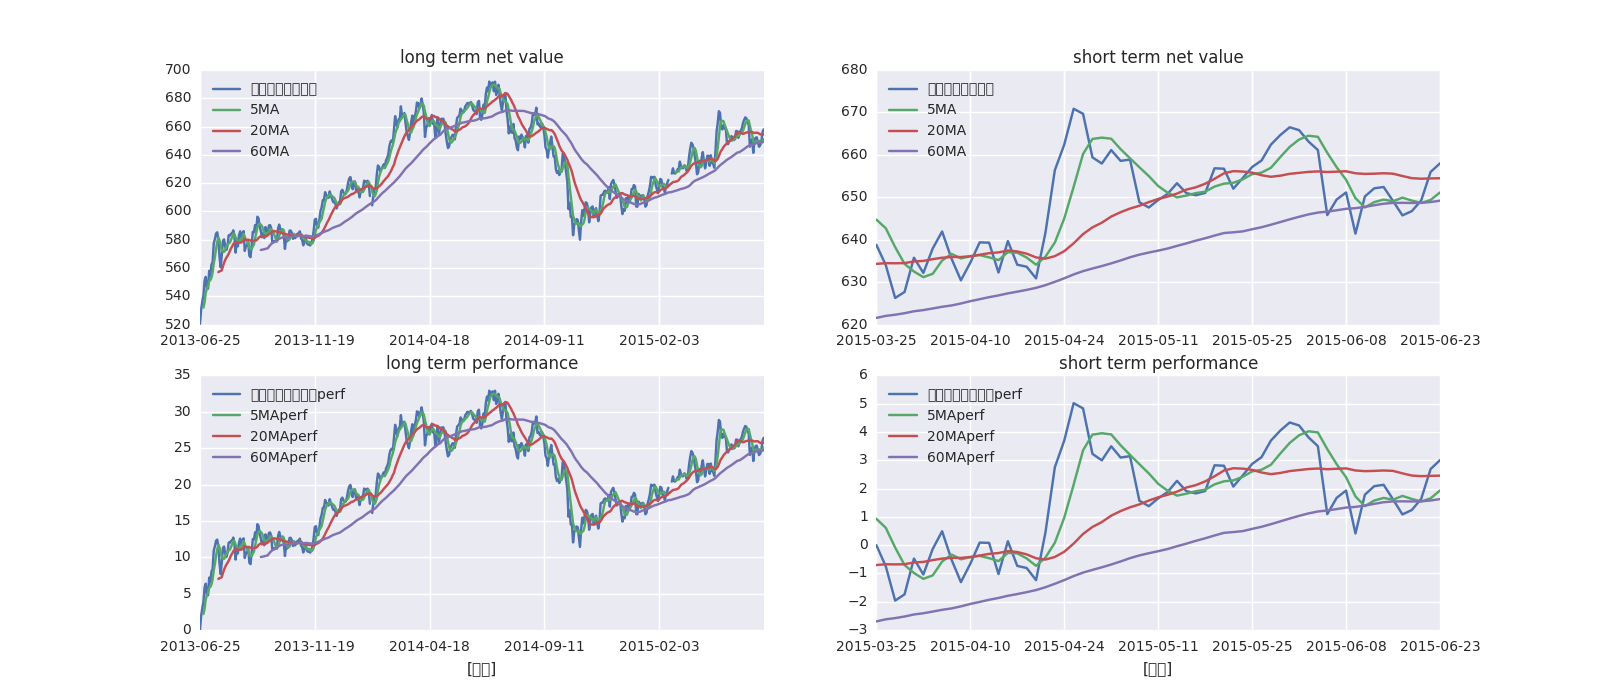 long term net value
700
680
660
640
620
600
580
560
540
520
5MA
20MA
60MA
2013-06-25 2013-11-19 2014-04-18 2014-09-11 2015-02-03
short term net value
680
670
660
650
640
630
620
5MA
20MA
60MA
2015-03-25 2015-04-10 2015-04-24 2015-05-11 2015-05-25 2015-06-08 2015-06-23
long term performance
35
30
25
20
15
10
5
0
perf
5MAperf
20MAperf
60MAperf
2013-06-25 2013-11-19 2014-04-18 2014-09-11 2015-02-03
short term performance
6
5
4
3
2
1
0
−1
−2
−3
perf
5MAperf
20MAperf
60MAperf
2015-03-25 2015-04-10 2015-04-24 2015-05-11 2015-05-25 2015-06-08 2015-06-23